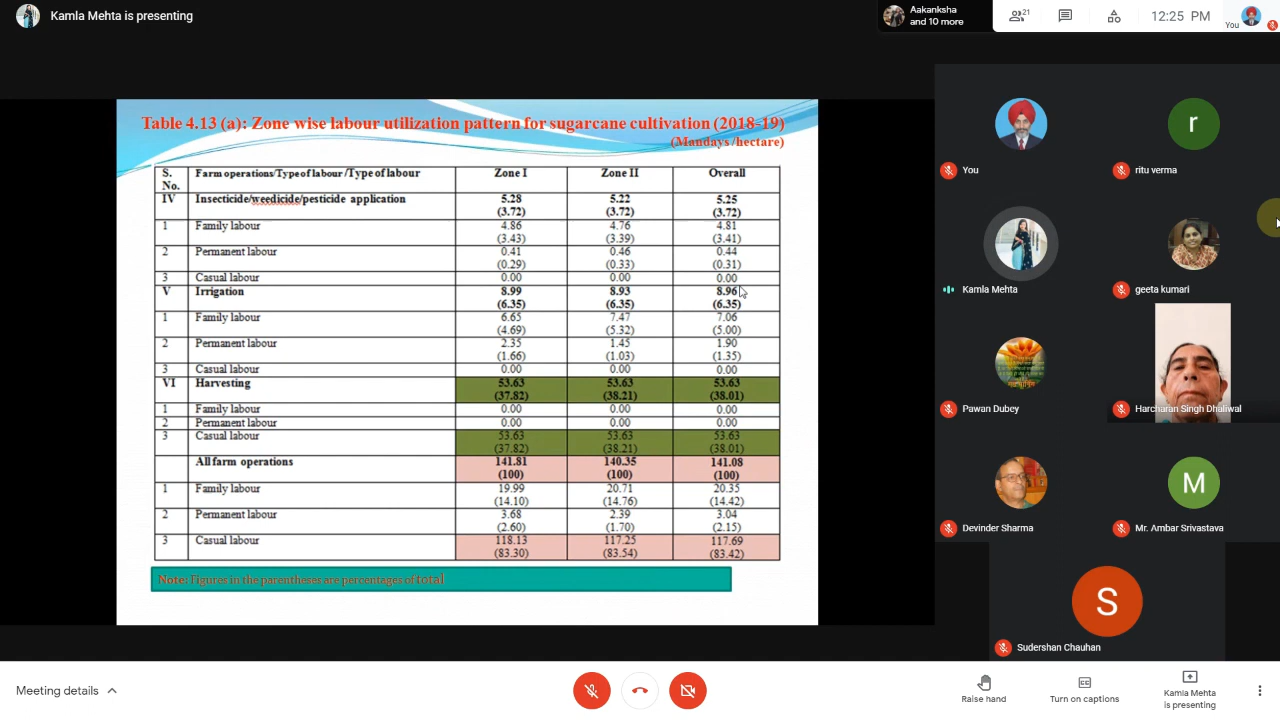 Kamla Mehta is presenting
Aakanksha
and 10 more
21
12:25 PM
You
Table 4.13 (a): Zone wise labour utilization pattern for sugarcane cultivation (2018-19)
(Mandays /hectare)
S. No. Farm operations/Type of labour /Type of labour Zone I Zone II Overall
IV Insecticide/weedicide/pesticide application 5.28 5.22 5.25
(3.72) (3.72) (3.72)
1 Family labour 4.86 4.76 4.81
(3.43) (3.39) (3.41)
2 Permanent labour 0.41 0.46 0.44
(0.29) (0.33) (0.31)
3 Casual labour 0.00 0.00 0.00
V Irrigation 8.99 8.93 8.96
(6.35) (6.35) (6.35)
1 Family labour 6.65 7.47 7.06
(4.69) (5.32) (5.00)
2 Permanent labour 2.35 1.45 1.90
(1.66) (1.03) (1.35)
3 Casual labour 0.00 0.00 0.00
VI Harvesting 53.63 53.63 53.63
(37.82) (38.21) (38.01)
1 Family labour 0.00 0.00 0.00
2 Permanent labour 0.00 0.00 0.00
3 Casual labour 53.63 53.63 53.63
(37.82) (38.21) (38.01)
All farm operations 141.81 140.35 141.08
(100) (100) (100)
1 Family labour 19.99 20.71 20.35
(14.10) (14.76) (14.42)
2 Permanent labour 3.68 2.39 3.04
(2.60) (1.70) (2.15)
3 Casual labour 118.13 117.25 117.69
(83.30) (83.54) (83.42)
Note: Figures in the parentheses are percentages of total
You
r
ritu verma
Kamla Mehta
geeta kumari
Pawan Dubey
Harcharan Singh Dhaliwal
Devinder Sharma
M
Mr. Ambar Srivastava
S
Sudershan Chauhan
Meeting details
Raise hand
Turn on captions
Kamla Mehta
is presenting